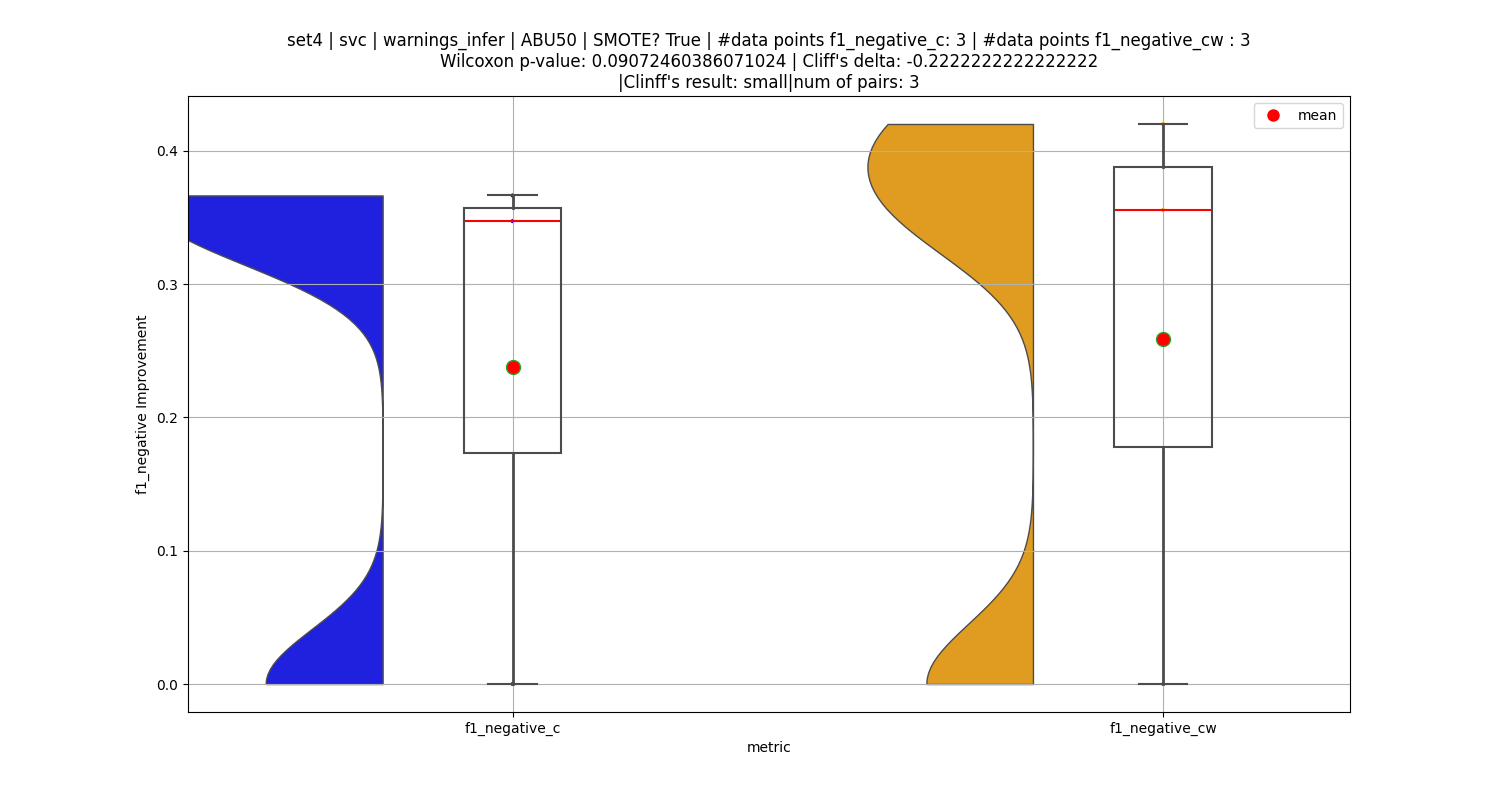 set4 | svc | warnings_infer | ABU50 | SMOTE? True | #data points f1_negative_c: 3 | #data points f1_negative_cw : 3
Wilcoxon p-value: 0.09072460386071024 | Cliff's delta: -0.2222222222222222
|Clinff's result: small|num of pairs: 3
mean
0.4
0.3
0.2
0.1
0.0
f1_negative Improvement
f1_negative_c
f1_negative_cw
metric